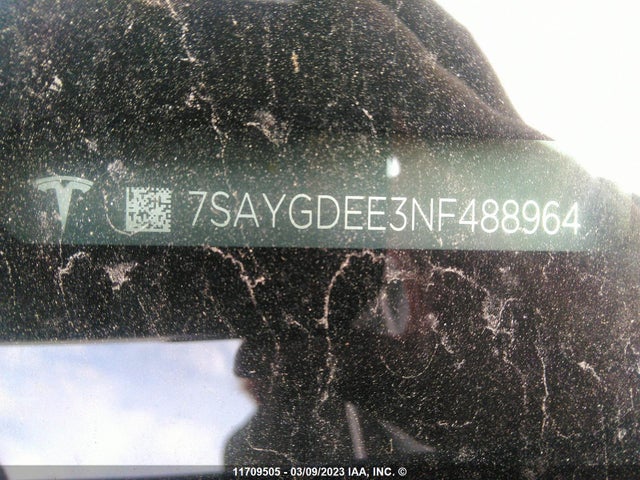 7SAYGDEE3NF488964
11709505 - 03/09/2023 IAA, INC. ©